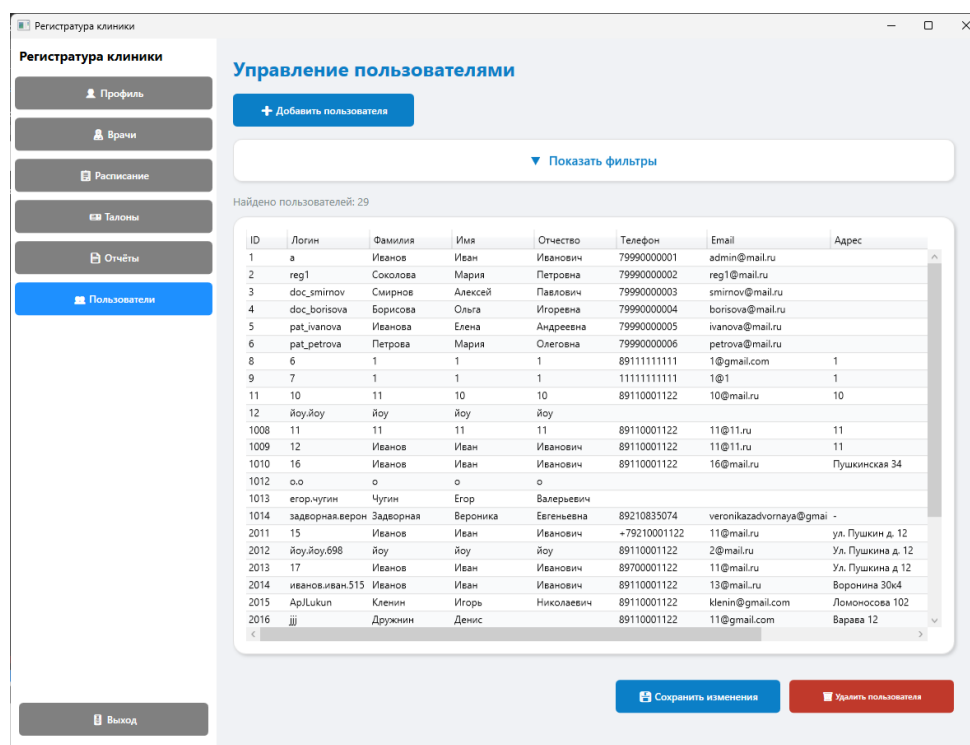 Регистратура клиники
Регистратура клиники
Профиль
Врачи
Расписание
Талоны
Отчёты
Пользователи
Выход
Управление пользователями
Добавить пользователя
▼ Показать фильтры
Найдено пользователей: 29
ID Логин Фамилия Имя Отчество Телефон Email Адрес
1 a Иванов Иван Иванович 79990000001 admin@mail.ru
2 reg1 Соколова Мария Петровна 79990000002 reg1@mail.ru
3 doc_smirnov Смирнов Алексей Павлович 79990000003 smirnov@mail.ru
4 doc_borisova Борисова Ольга Игоревна 79990000004 borisova@mail.ru
5 pat_ivanova Иванова Елена Андреевна 79990000005 ivanova@mail.ru
6 pat_petrova Петрова Мария Олеговна 79990000006 petrova@mail.ru
8 6 1 1 1 89111111111 1@gmail.com 1
9 7 1 1 1 11111111111 1@1 1
11 10 11 10 10 89110001122 10@mail.ru 10
12 йоу.йоу йоу йоу йоу
1008 11 11 11 11 89110001122 11@11.ru 11
1009 12 Иванов Иван Иванович 89110001122 11@11.ru 11
1010 16 Иванов Иван Иванович 89110001122 16@mail.ru Пушкинская 34
1012 о.о о о о
1013 егор.чугин Чугин Егор Валерьевич
1014 задворная.верон Задворная Вероника Евгеньевна 89210835074 veronikazadvornaya@gmai -
2011 15 Иванов Иван Иванович +79210001122 11@mail.ru ул. Пушкин д. 12
2012 йоу.йоу.698 йоу йоу йоу 89110001122 2@mail.ru Ул. Пушкина д. 12
2013 17 Иванов Иван Иванович 89700001122 11@mail.ru Ул. Пушкина д 12
2014 иванов.иван.515 Иванов Иван Иванович 89110001122 13@mail..ru Воронина 30к4
2015 ApJLukun Кленин Игорь Николаевич 89110001122 klenin@gmail.com Ломоносова 102
2016 jjj Дружнин Денис 89110001122 11@gmail.com Варава 12
Сохранить изменения
Удалить пользователя